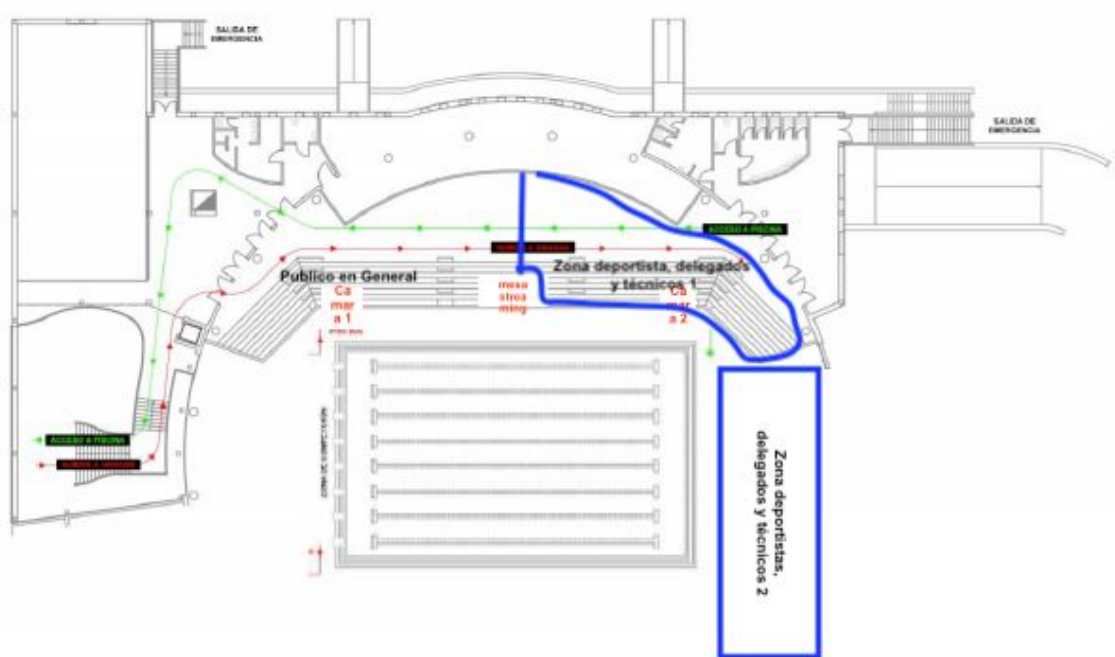 SALIDA DE
EMERGENCIA
SALIDA DE
EMERGENCIA
ACCESO A PISCINA
Publico en General
Zona deportista, delegados
y técnicos 1
Ca
mar
a 1
mesa
strea
ming
Ca
mar
a 2
ACCESO A PISCINA
Zona deportistas,
delegados y técnicos 2